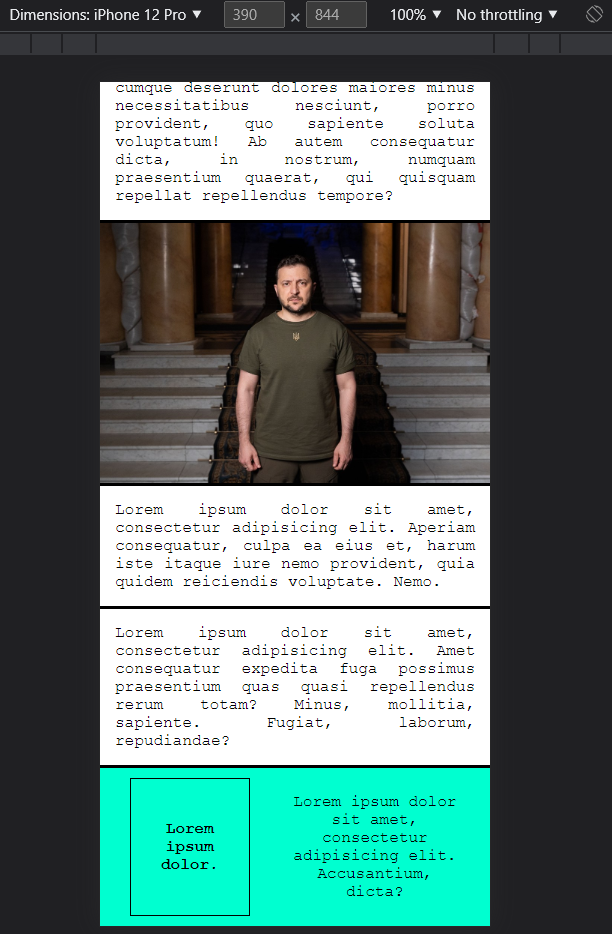 Dimensions: iPhone 12 Pro ▼ 390 × 844 100% ▼ No throttling ▼
cumque deserunt dolores maiores minus
necessitatibus nesciunt, porro
provident, quo sapiente soluta
voluptatum! Ab autem consequatur
dicta, in nostrum, numquam
praesentium quaerat, qui quisquam
repellat repellendus tempore?
Lorem ipsum dolor sit amet,
consectetur adipisicing elit. Aperiam
consequatur, culpa ea eius et, harum
iste itaque iure nemo provident, quia
quidem reiciendis voluptate. Nemo.
Lorem ipsum dolor sit amet,
consectetur adipisicing elit. Amet
consequatur expedita fuga possimus
praesentium quas quasi repellendus
rerum totam? Minus, mollitia,
sapiente. Fugiat, laborum,
repudiandae?
Lorem
ipsum
dolor.
Lorem ipsum dolor
sit amet,
consectetur
adipisicing elit.
Accusantium,
dicta?